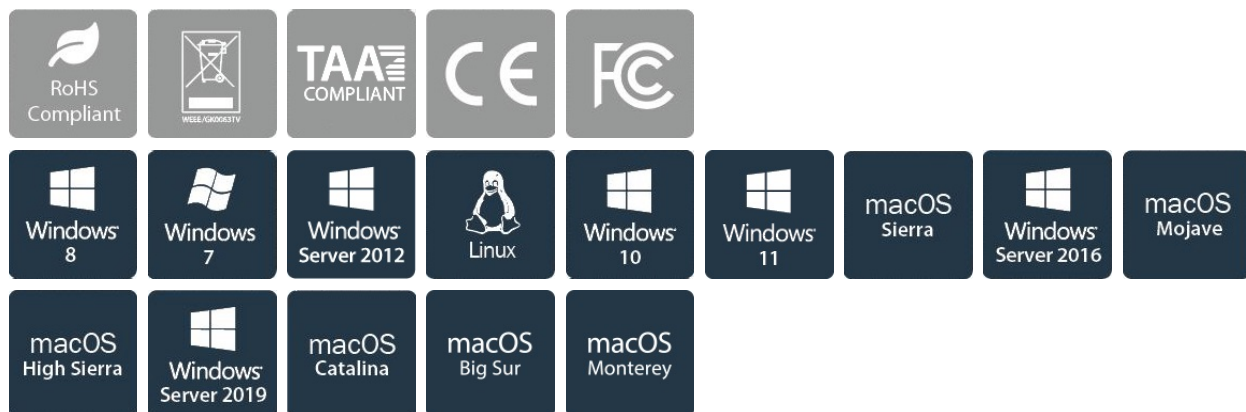 RoHS
Compliant
WEEE/GK0063TV
TAA
COMPLIANT
CE
FC
Windows
8
Windows
7
Windows
Server 2012
Linux
Windows
10
Windows
11
macOS
Sierra
Windows
Server 2016
macOS
Mojave
macOS
High Sierra
Windows
Server 2019
macOS
Catalina
macOS
Big Sur
macOS
Monterey